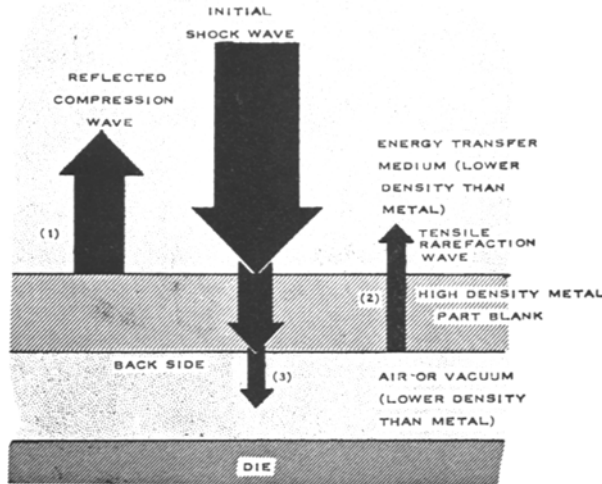 INITIAL
SHOCK WAVE
REFLECTED
COMPRESSION
WAVE
(1)
ENERGY TRANSFER
MEDIUM (LOWER
DENSITY THAN
METAL)
TENSILE
RAREFACTION
WAVE
(2)
HIGH DENSITY METAL
PART BLANK
BACK SIDE
(3)
AIR OR VACUUM
(LOWER DENSITY
THAN METAL)
DIE